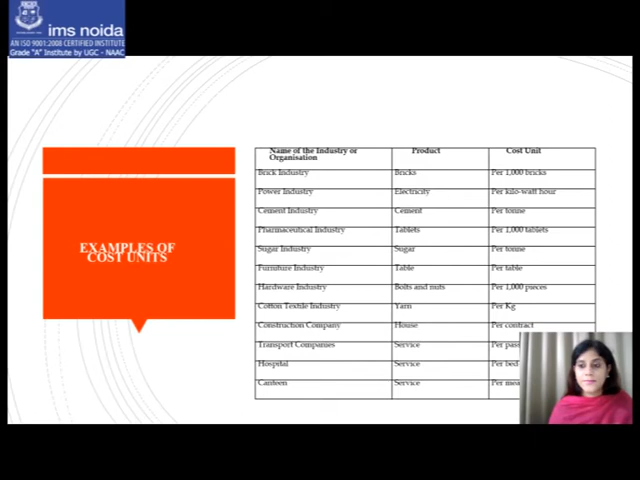 ims noida
AN ISO 9001:2008 CERTIFIED INSTITUTE
Grade "A" Institute by UGC - NAAC
EXAMPLES OF
COST UNITS
Name of the Industry or Organisation Product Cost Unit
Brick Industry Bricks Per 1,000 bricks
Power Industry Electricity Per kilo-watt hour
Cement Industry Cement Per tonne
Pharmaceutical Industry Tablets Per 1,000 tablets
Sugar Industry Sugar Per tonne
Furniture Industry Table Per table
Hardware Industry Bolts and nuts Per 1,000 pieces
Cotton Textile Industry Yarn Per Kg
Construction Company House Per contract
Transport Companies Service Per
Hospital Service Per bed
Canteen Service Per